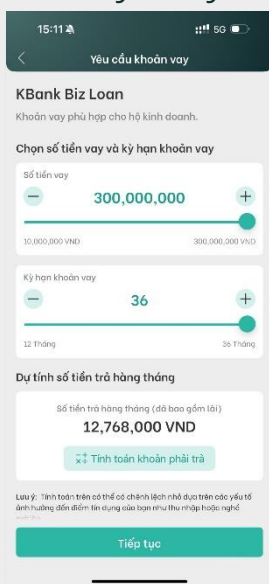 15:11
5G
Yêu cầu khoản vay
KBank Biz Loan
Khoản vay phù hợp cho hộ kinh doanh.
Chọn số tiền vay và kỳ hạn khoản vay
Số tiền vay
300,000,000
10,000,000 VND 300,000,000 VND
Kỳ hạn khoản vay
36
12 Tháng 36 Tháng
Dự tính số tiền trả hàng tháng
Số tiền trả hàng tháng (đã bao gồm lãi)
12,768,000 VND
Tính toán khoản phải trả
Lưu ý: Tính toán trên có thể có chênh lệch nhỏ dựa trên các yếu tố
ảnh hưởng đến điểm tín dụng của bạn như thu nhập hoặc nghề
Tiếp tục